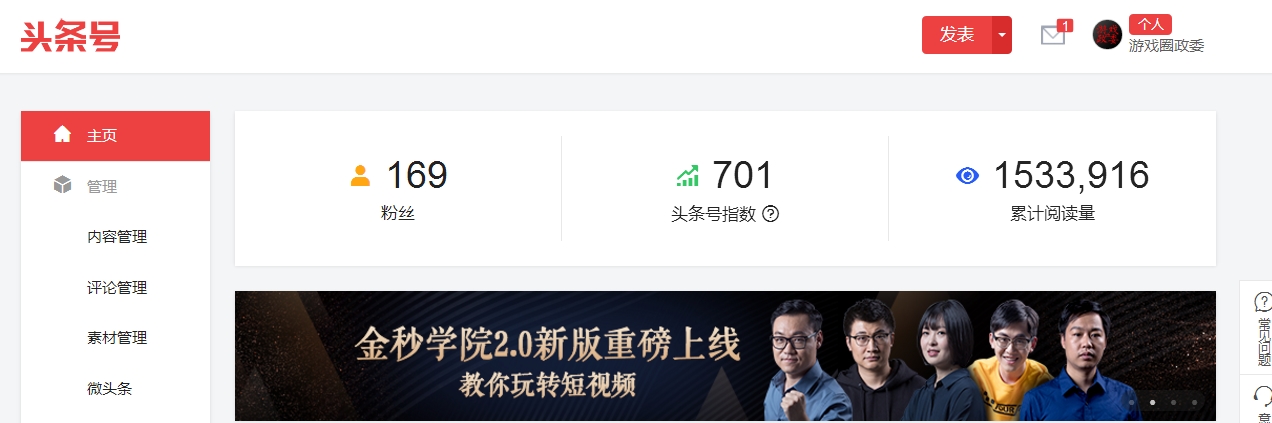 头条号
发表
1
个人
游戏圈政委
主页
管理
内容管理
评论管理
素材管理
微头条
169
粉丝
701
头条号指数
1533,916
累计阅读量
金秒学院2.0新版重磅上线
教你玩转短视频
常见问题